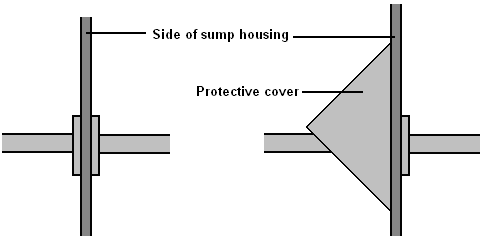 Side of sump housing
Protective cover